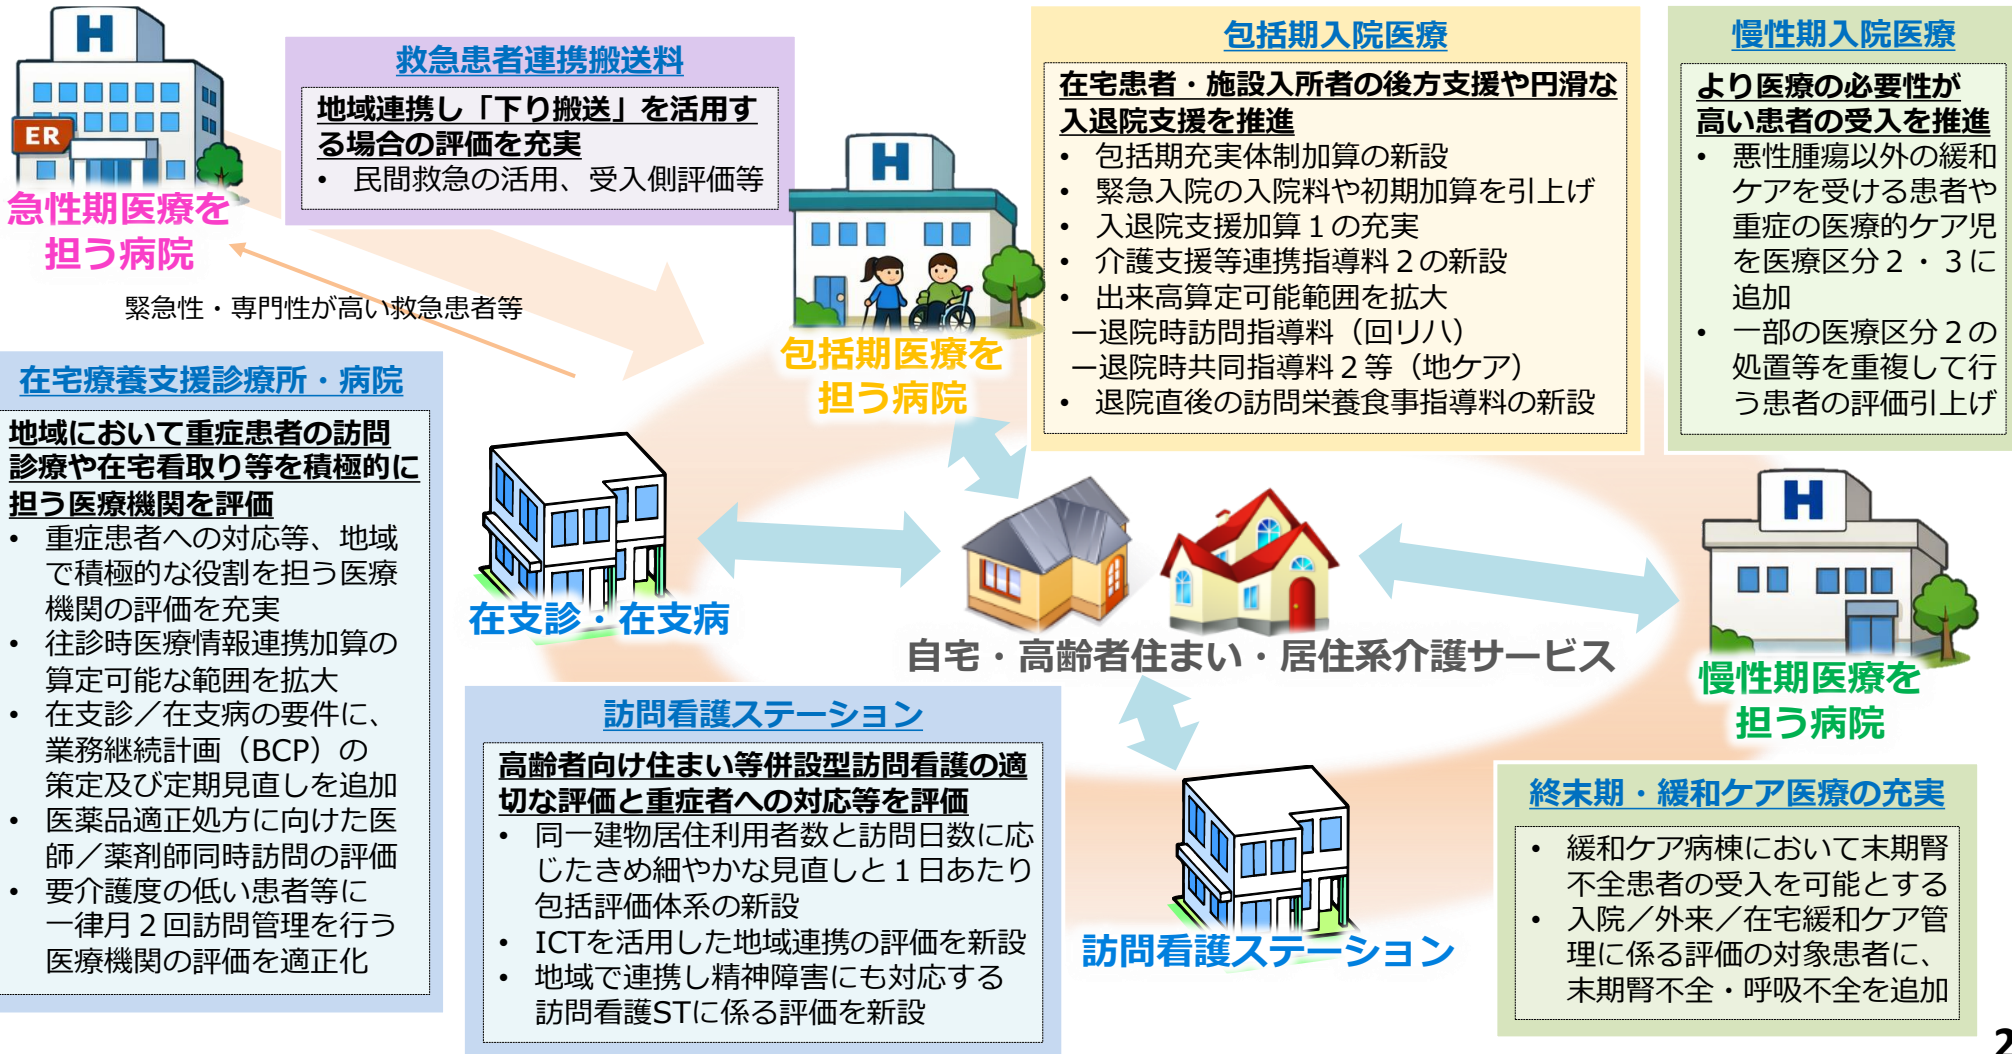 H
ER
急性期医療を
担う病院
救急患者連携搬送料
地域連携し「下り搬送」を活用す
る場合の評価を充実
• 民間救急の活用、受入側評価等
緊急性・専門性が高い救急患者等
H
包括期医療を
担う病院
包括期入院医療
在宅患者・施設入所者の後方支援や円滑な
入退院支援を推進
• 包括期充実体制加算の新設
• 緊急入院の入院料や初期加算を引上げ
• 入退院支援加算１の充実
• 介護支援等連携指導料２の新設
• 出来高算定可能範囲を拡大
ー退院時訪問指導料（回リハ）
ー退院時共同指導料２等（地ケア）
• 退院直後の訪問栄養食事指導料の新設
慢性期入院医療
より医療の必要性が
高い患者の受入を推進
• 悪性腫瘍以外の緩和
ケアを受ける患者や
重症の医療的ケア児
を医療区分２・３に
追加
• 一部の医療区分２の
処置等を重複して行
う患者の評価引上げ
在宅療養支援診療所・病院
地域において重症患者の訪問
診療や在宅看取り等を積極的に
担う医療機関を評価
• 重症患者への対応等、地域
で積極的な役割を担う医療
機関の評価を充実
• 往診時医療情報連携加算の
算定可能な範囲を拡大
• 在支診／在支病の要件に、
業務継続計画（BCP）の
策定及び定期見直しを追加
• 医薬品適正処方に向けた医
師／薬剤師同時訪問の評価
• 要介護度の低い患者等に
一律月２回訪問管理を行う
医療機関の評価を適正化
在支診・在支病
自宅・高齢者住まい・居住系介護サービス
H
慢性期医療を
担う病院
訪問看護ステーション
高齢者向け住まい等併設型訪問看護の適
切な評価と重症者への対応等を評価
• 同一建物居住利用者数と訪問日数に応
じたきめ細やかな見直しと１日あたり
包括評価体系の新設
• ICTを活用した地域連携の評価を新設
• 地域で連携し精神障害にも対応する
訪問看護STに係る評価を新設
訪問看護ステーション
終末期・緩和ケア医療の充実
• 緩和ケア病棟において末期腎
不全患者の受入を可能とする
• 入院／外来／在宅緩和ケア管
理に係る評価の対象患者に、
末期腎不全・呼吸不全を追加
2